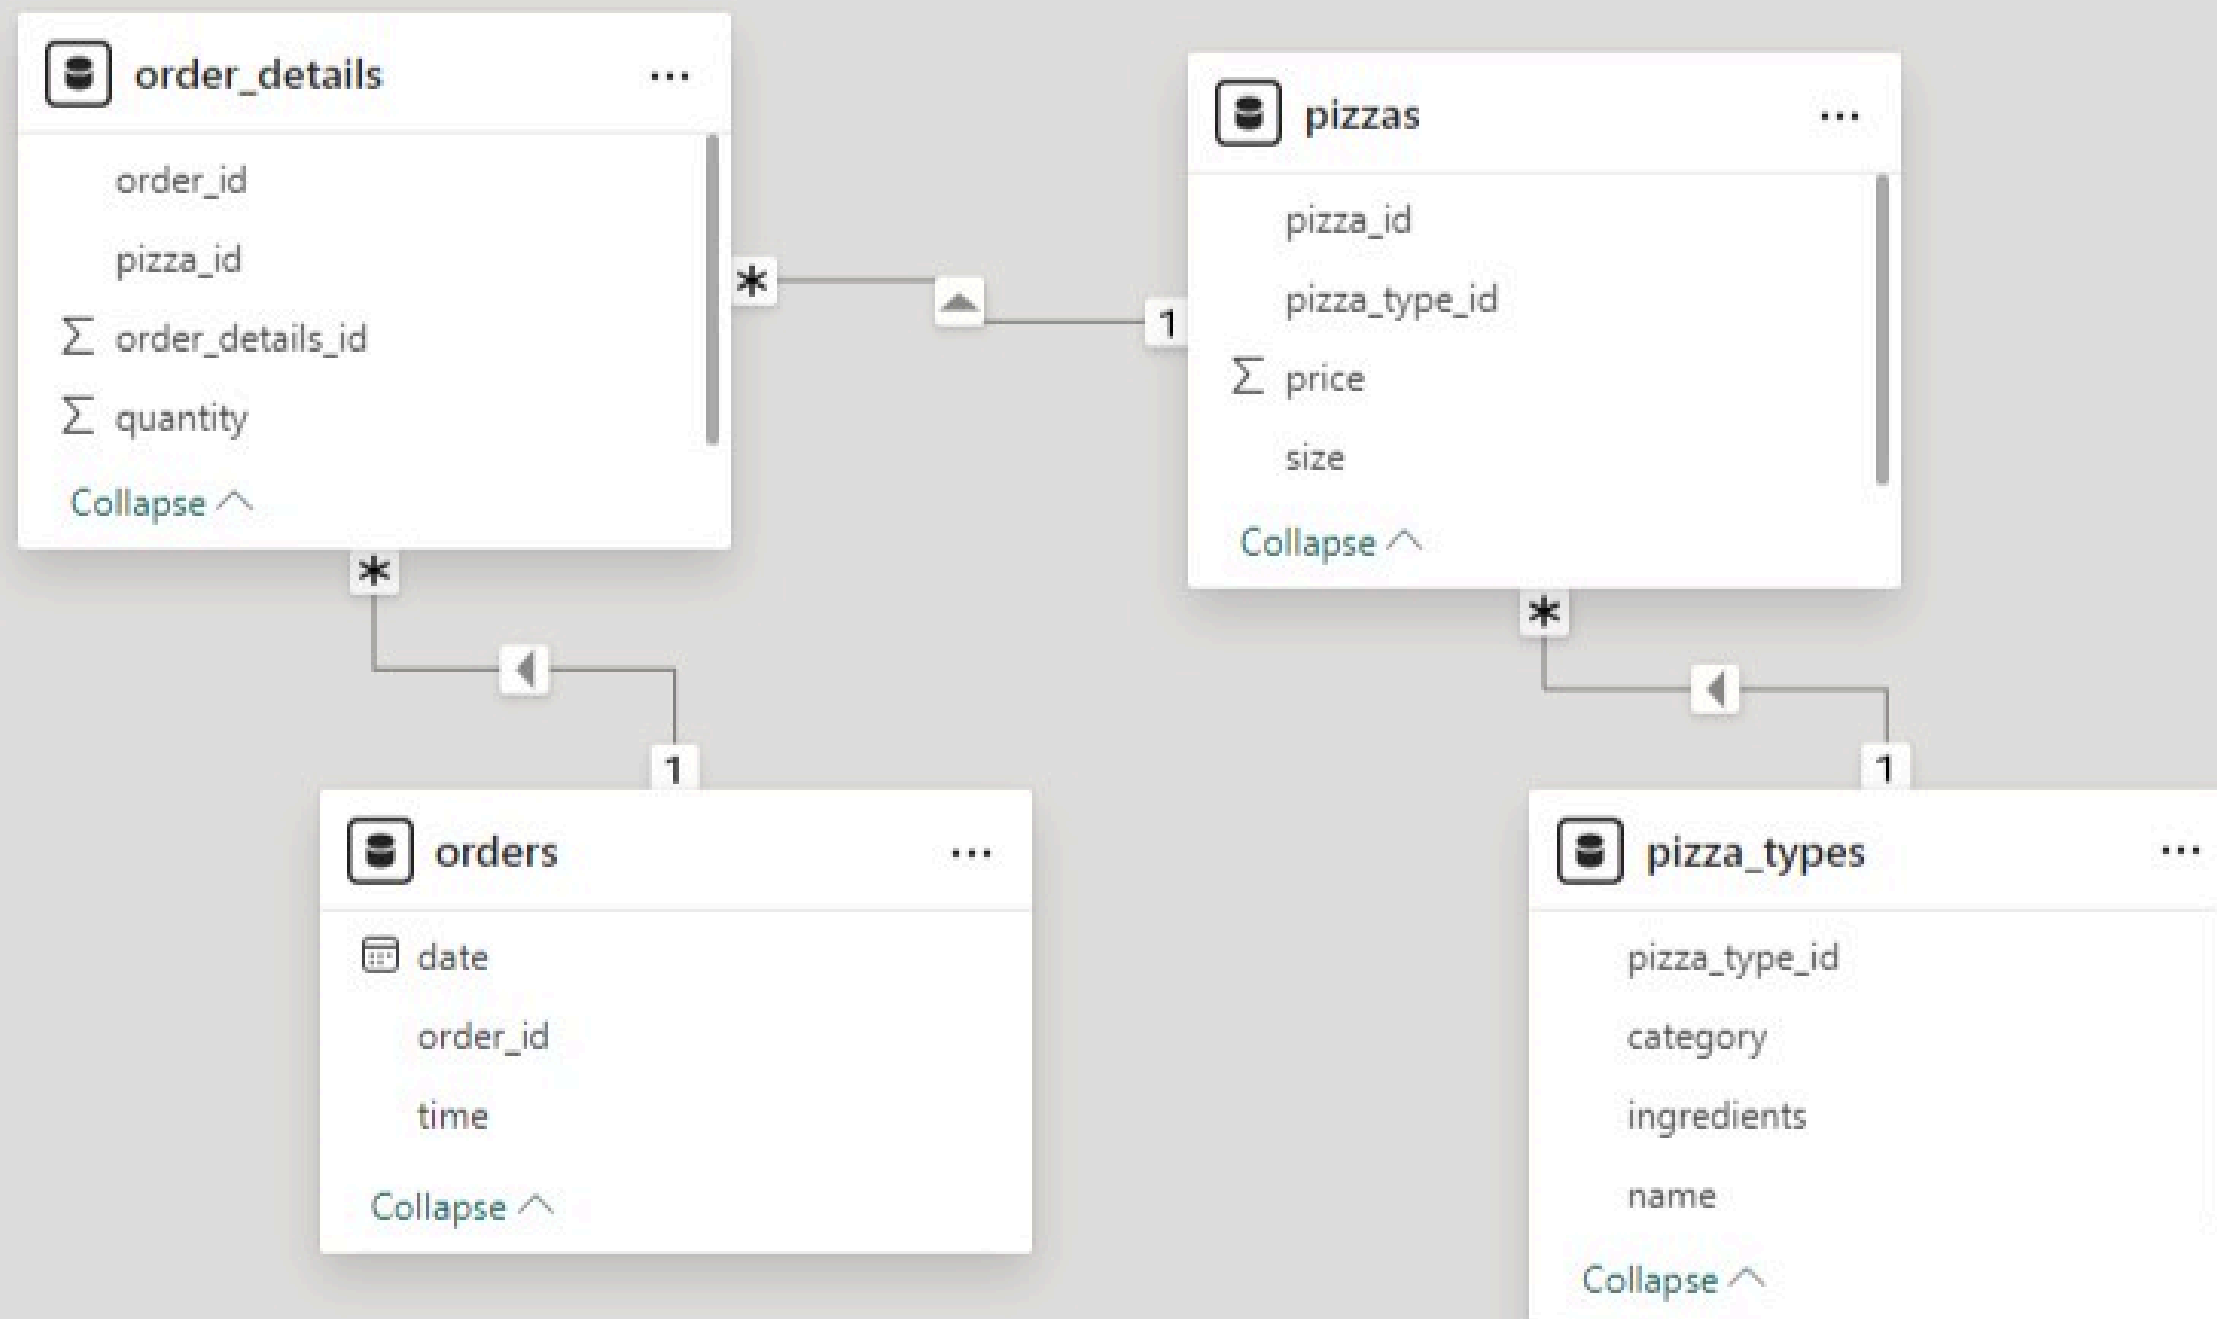 order_details ...
order_id
pizza_id
Σ order_details_id
Σ quantity
Collapse
pizzas ...
pizza_id
pizza_type_id
Σ price
size
Collapse
* 1
*
1
*
1
orders ...
date
order_id
time
Collapse
pizza_types ...
pizza_type_id
category
ingredients
name
Collapse